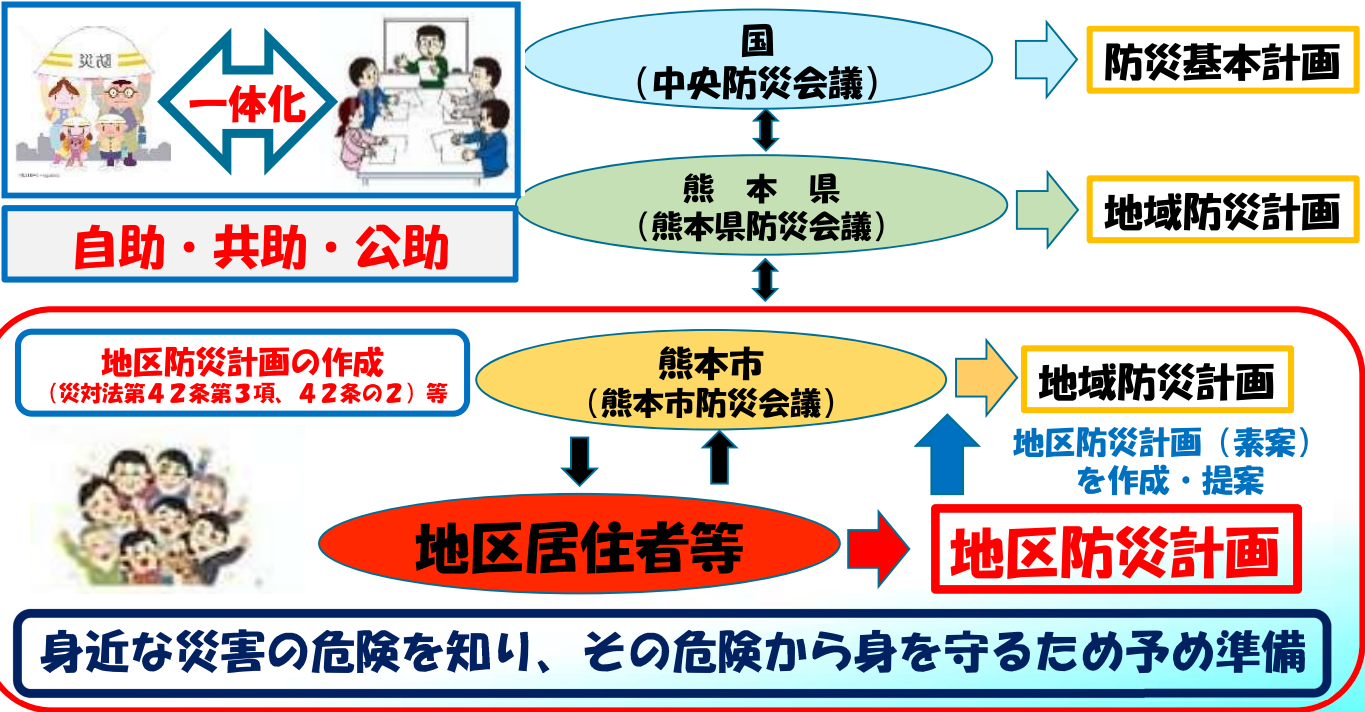 防災
一体化
自助・共助・公助
国
（中央防災会議）
防災基本計画
熊　本　県
（熊本県防災会議）
地域防災計画
地区防災計画の作成
（災対法第４２条第３項、４２条の２）等
熊本市
（熊本市防災会議）
地域防災計画
地区防災計画（素案）
を作成・提案
地区居住者等
地区防災計画
身近な災害の危険を知り、その危険から身を守るため予め準備